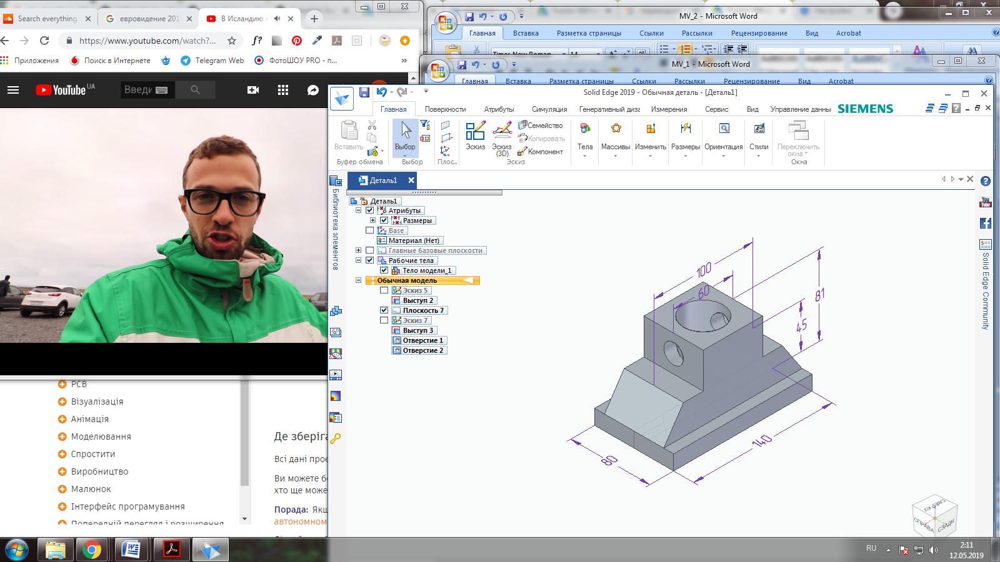 Search everything
евровидение 201
В Исландию н
https://www.youtube.com/watch?...
f?
Приложения
Поиск в Интернете
Telegram Web
ФотоШОУ PRO - п...
»
YouTube
UA
Введи
PCB
Візуалізація
Анімація
Моделювання
Спростити
Виробництво
Малюнок
Інтерфейс програмування
Попередній перегляд і розширення
Де зберіга
Всі дані прое
Ви можете б
хто ще може
Порада: Якщ
автономном
MV_2 - Microsoft Word
Главная Вставка Разметка страницы Ссылки Рассылки Рецензирование Вид Acrobat
Times New Roman 14
MV_1 - Microsoft Word
Главная Вставка Разметка страницы Ссылки Рассылки Рецензирование Вид Acrobat
Solid Edge 2019 - Обычная деталь - [Деталь1]
Главная Поверхности Атрибуты Симуляция Генеративный диза Измерения Сервис Вид Управление данны SIEMENS
Вставить
Буфер обмена
Выбор
Выбор
Плос...
Эскиз
Эскиз (3D)
Семейство
Копировать
Компонент
Эскиз
Тела
Массивы
Изменить
Размеры
Ориентация
Стили
Переключить окна
Окна
Деталь1
Библиотека элементов
Деталь1
Атрибуты
Размеры
Base
Материал (Нет)
Главные базовые плоскости
Рабочие тела
Тело модели_1
Обычная модель
Эскиз 5
Выступ 2
Плоскость 7
Эскиз 7
Выступ 3
Отверстие 1
Отверстие 2
100
60
81
45
140
80
СВЕРХУ
СПРАВА
СЗАДИ
You Tube
Solid Edge Community
RU
2:11
12.05.2019